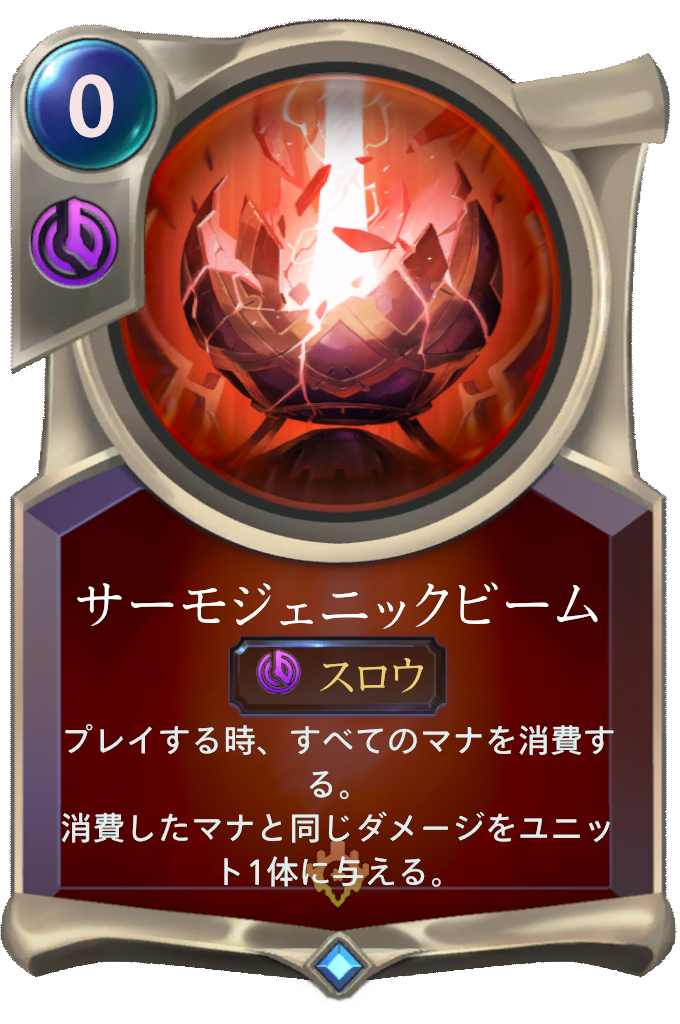 0
サーモジェニックビーム
スロウ
プレイする時、すべてのマナを消費す
る。
消費したマナと同じダメージをユニッ
ト1体に与える。